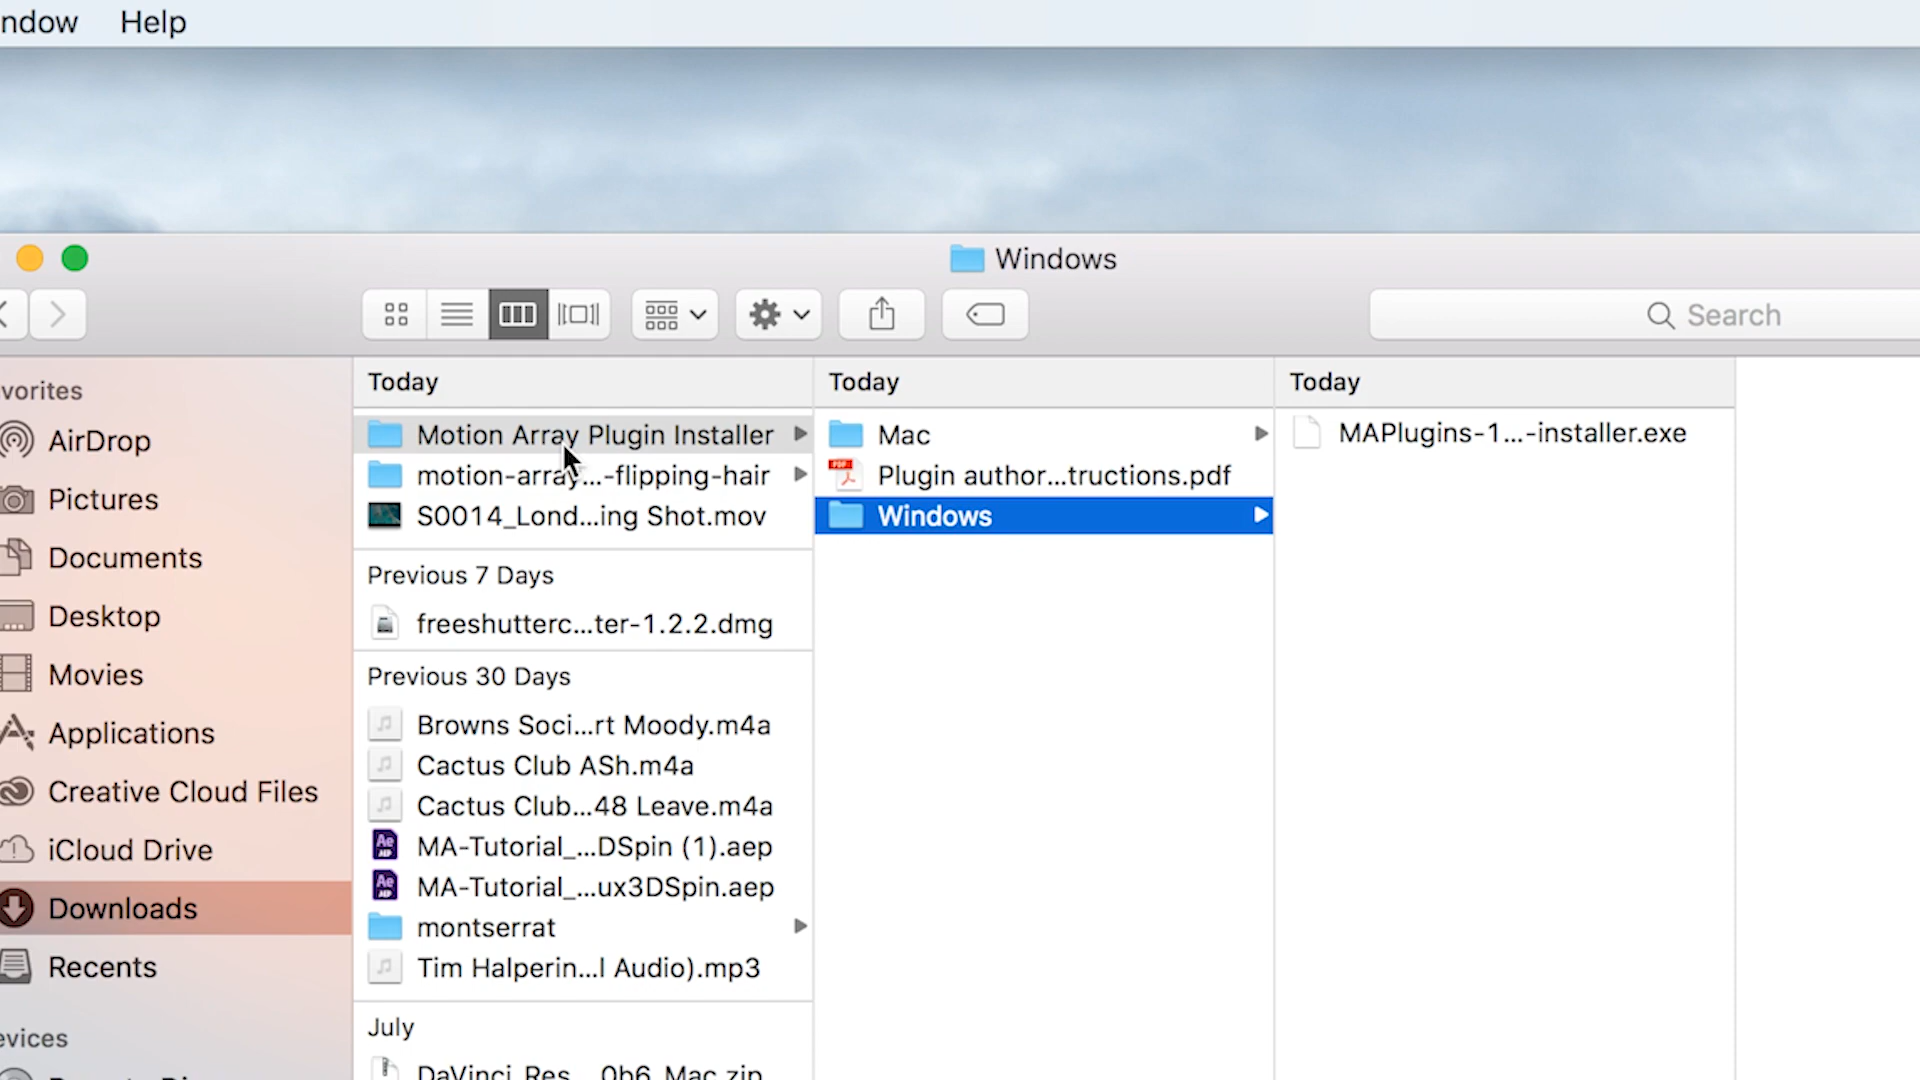 ndow Help
Windows
Search
vorites
AirDrop
Pictures
Documents
Desktop
Movies
Applications
Creative Cloud Files
iCloud Drive
Downloads
Recents
evices
Today
Motion Array Plugin Installer
motion-array...-flipping-hair
S0014_Lond...ing Shot.mov
Previous 7 Days
freeshutterc...ter-1.2.2.dmg
Previous 30 Days
Browns Soci...rt Moody.m4a
Cactus Club ASh.m4a
Cactus Club...48 Leave.m4a
MA-Tutorial_...DSpin (1).aep
MA-Tutorial_...ux3DSpin.aep
montserrat
Tim Halperin...l Audio).mp3
July
DaVinci_Res..._0b6_Mac.zip
Today
Mac
Plugin author...tructions.pdf
Windows
Today
MAPlugins-1...-installer.exe